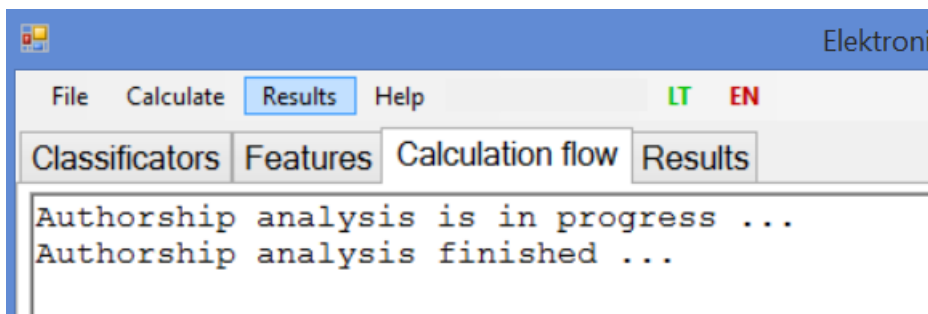 Elektroni
File Calculate Results Help LT EN
Classificators Features Calculation flow Results
Authorship analysis is in progress ...
Authorship analysis finished ...